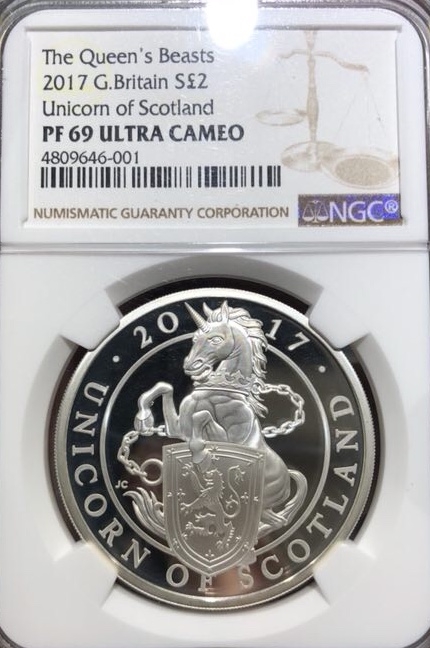 The Queen's Beasts
2017 G.Britain S£2
Unicorn of Scotland
PF 69 ULTRA CAMEO
4809646-001
NUMISMATIC GUARANTY CORPORATION
NGC®
· 2017 ·
UNICORN OF SCOTLAND
JC